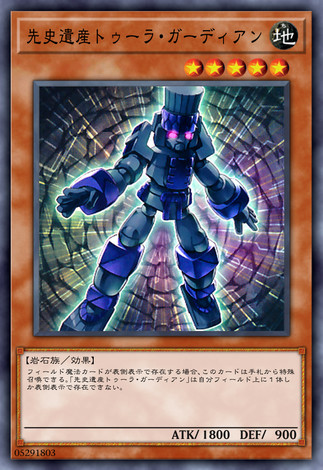 先史遺産トゥーラ・ガーディアン
地
【岩石族／効果】
フィールド魔法カードが表側表示で存在する場合、このカードは手札から特殊
召喚できる。「先史遺産トゥーラ・ガーディアン」は自分フィールド上に１体し
か表側表示で存在できない。
ATK/1800 DEF/ 900
05291803